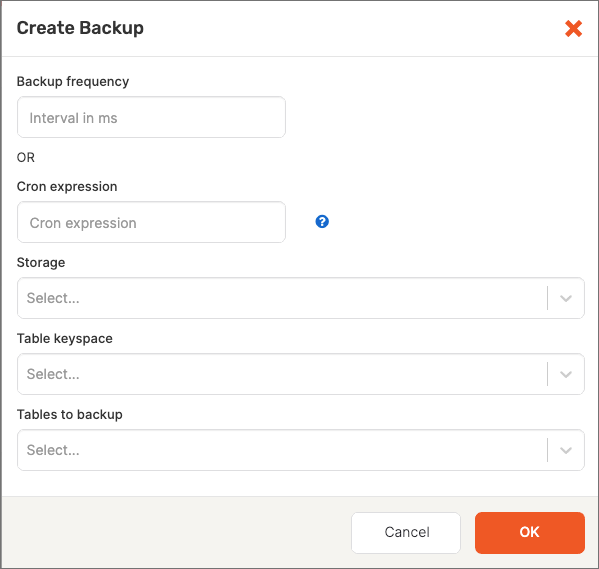 Create Backup
Backup frequency
Interval in ms
OR
Cron expression
Cron expression
?
Storage
Select...
Table keyspace
Select...
Tables to backup
Select...
Cancel
OK